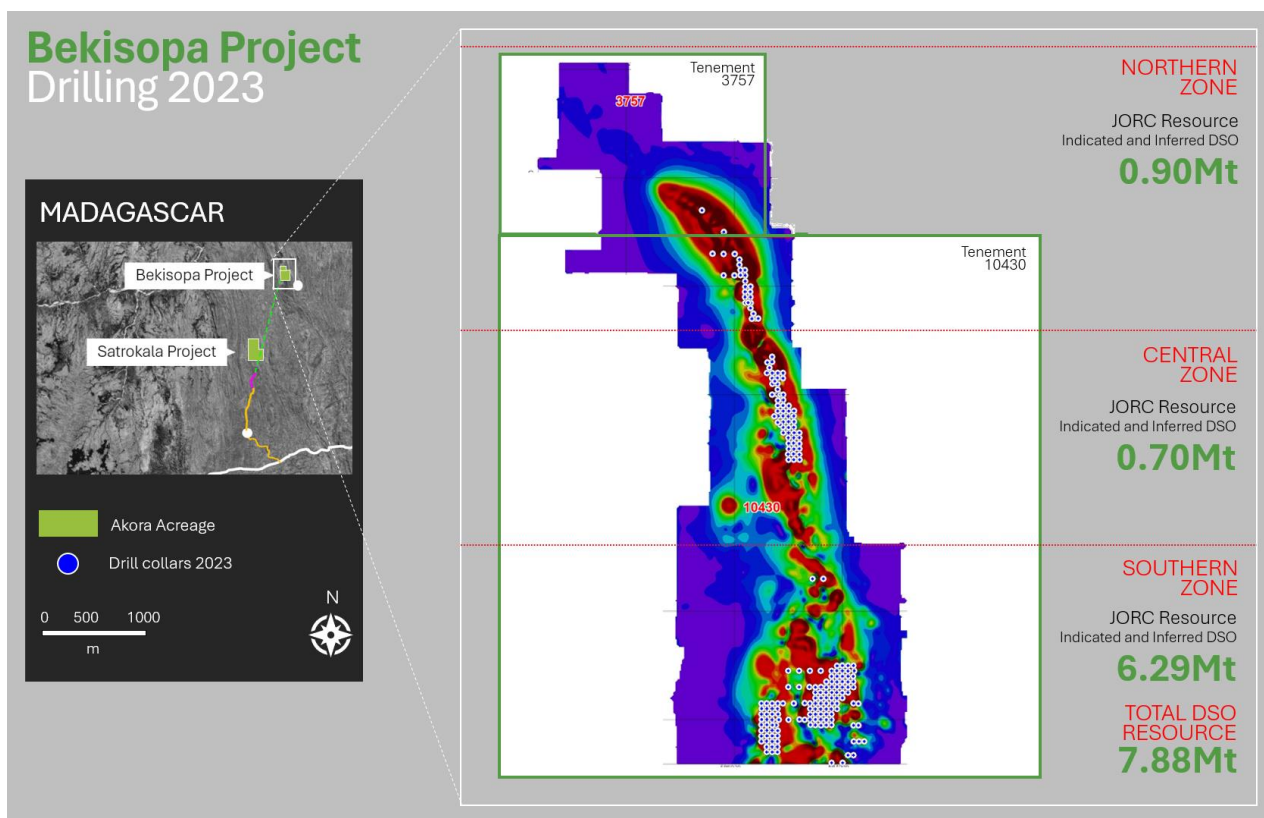 Bekisopa Project
Drilling 2023
MADAGASCAR
Bekisopa Project
Satrokala Project
Akora Acreage
Drill collars 2023
0 500 1000
m
N
Tenement
3757
3757
Tenement
10430
10430
NORTHERN
ZONE
JORC Resource
Indicated and Inferred DSO
0.90Mt
CENTRAL
ZONE
JORC Resource
Indicated and Inferred DSO
0.70Mt
SOUTHERN
ZONE
JORC Resource
Indicated and Inferred DSO
6.29Mt
TOTAL DSO
RESOURCE
7.88Mt